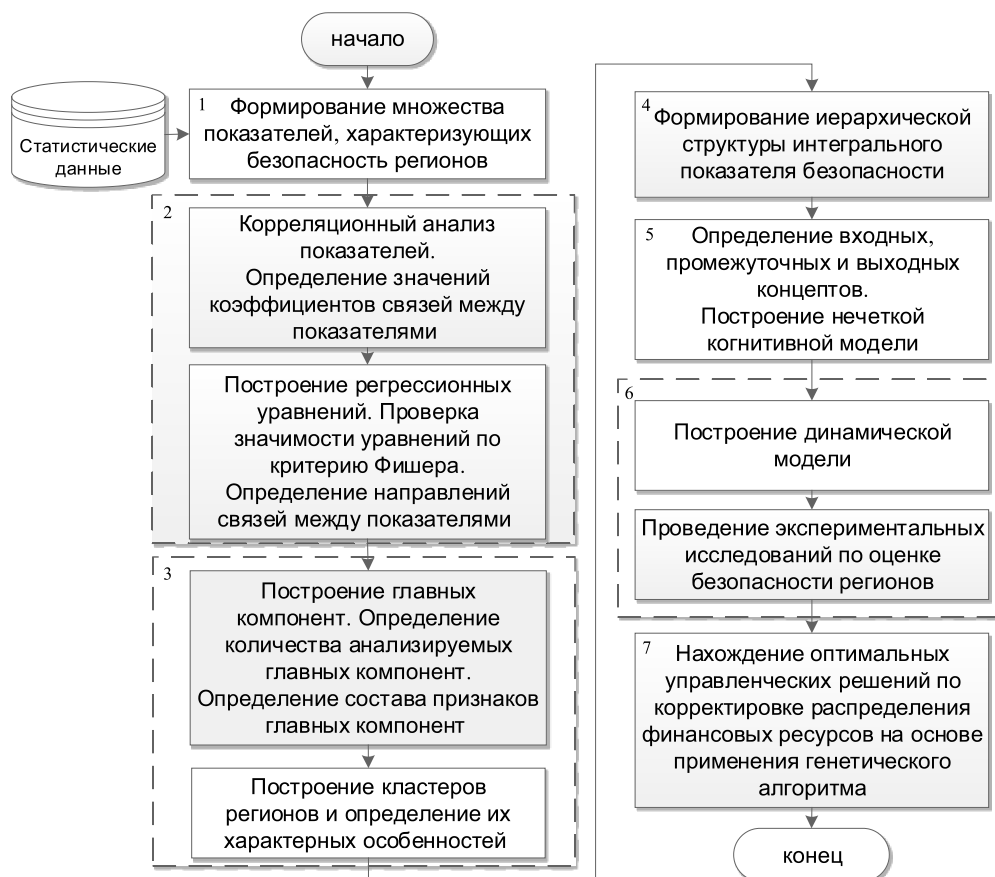 начало
Статистические
данные
1
Формирование множества
показателей, характеризующих
безопасность регионов
2
Корреляционный анализ
показателей.
Определение значений
коэффициентов связей между
показателями
Построение регрессионных
уравнений. Проверка
значимости уравнений по
критерию Фишера.
Определение направлений
связей между показателями
3
Построение главных
компонент. Определение
количества анализируемых
главных компонент.
Определение состава признаков
главных компонент
Построение кластеров
регионов и определение их
характерных особенностей
4
Формирование иерархической
структуры интегрального
показателя безопасности
5
Определение входных,
промежуточных и выходных
концептов.
Построение нечеткой
когнитивной модели
6
Построение динамической
модели
Проведение экспериментальных
исследований по оценке
безопасности регионов
7
Нахождение оптимальных
управленческих решений по
корректировке распределения
финансовых ресурсов на основе
применения генетического
алгоритма
конец